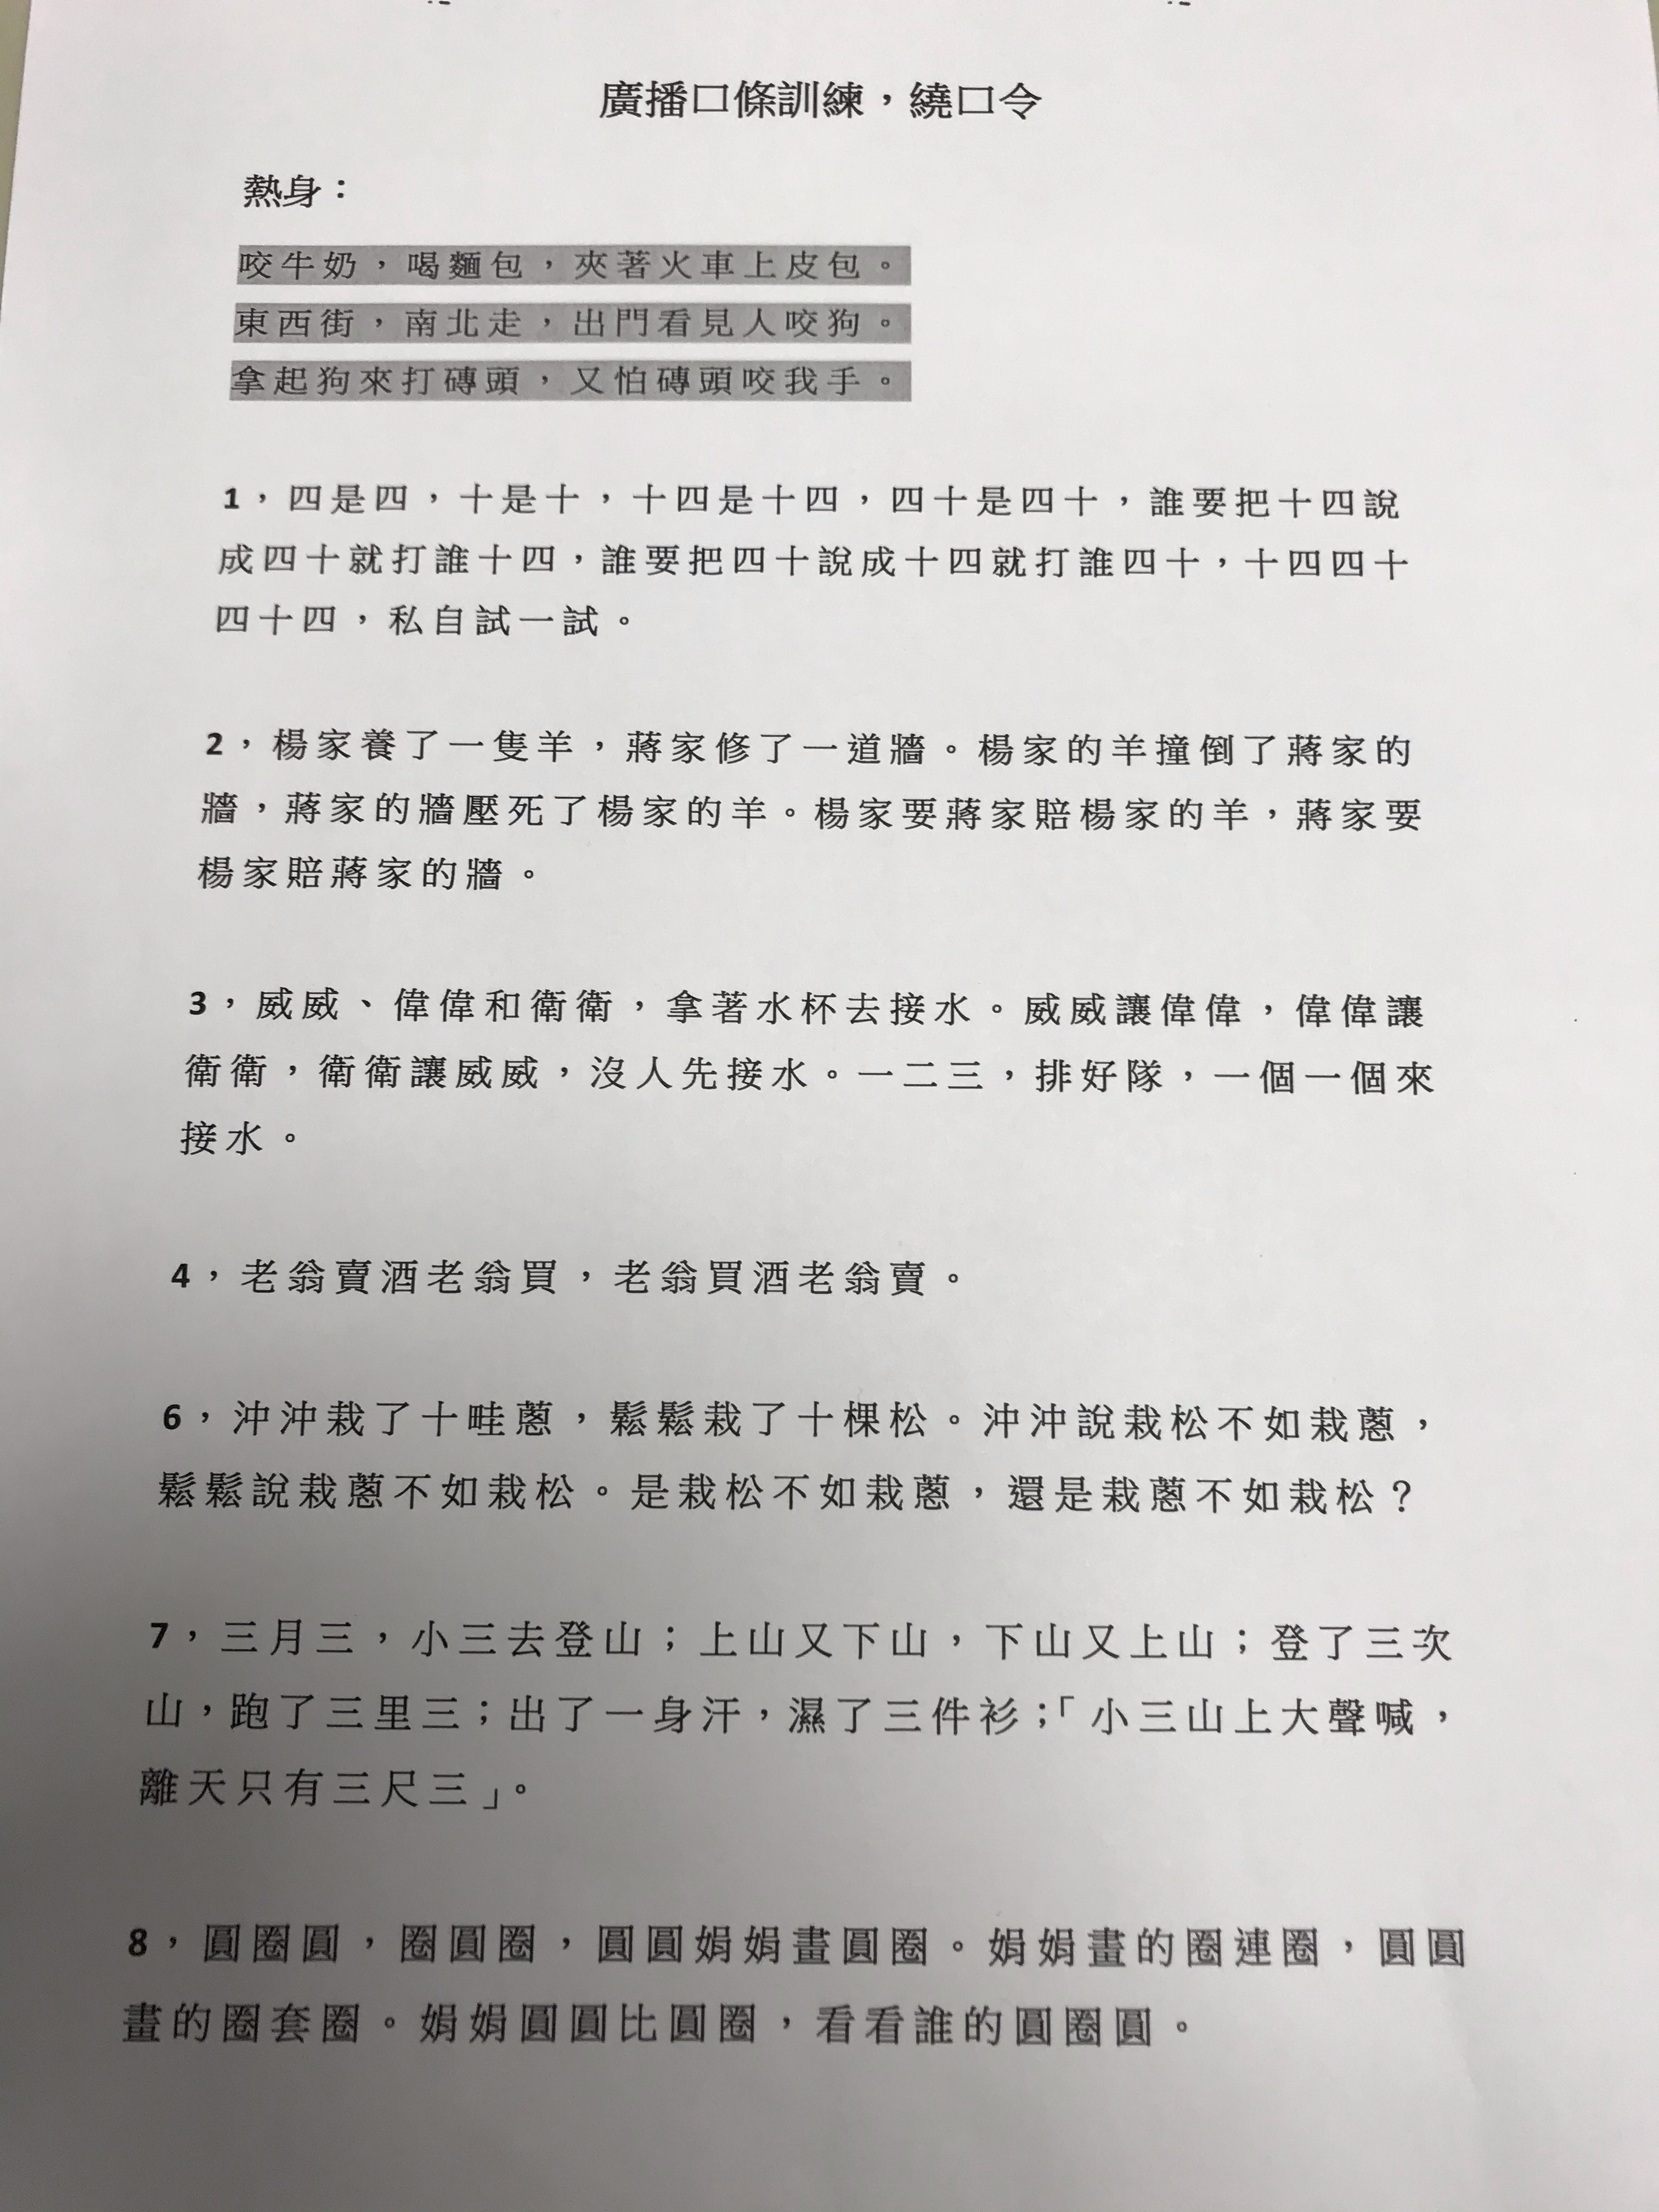 廣播口條訓練，繞口令
熱身：
咬牛奶，喝麵包，夾著火車上皮包。
東西街，南北走，出門看見人咬狗。
拿起狗來打磚頭，又怕磚頭咬我手。
1，四是四，十是十，十四是十四，四十是四十，誰要把十四說
成四十就打誰十四，誰要把四十說成十四就打誰四十，十四四十
四十四，私自試一試。
2，楊家養了一隻羊，蔣家修了一道牆。楊家的羊撞倒了蔣家的
牆，蔣家的牆壓死了楊家的羊。楊家要蔣家賠楊家的羊，蔣家要
楊家賠蔣家的牆。
3，威威、偉偉和衛衛，拿著水杯去接水。威威讓偉偉，偉偉讓
衛衛，衛衛讓威威，沒人先接水。一二三，排好隊，一個一個來
接水。
4，老翁賣酒老翁買，老翁買酒老翁賣。
6，沖沖栽了十畦蔥，鬆鬆栽了十棵松。沖沖說栽松不如栽蔥，
鬆鬆說栽蔥不如栽松。是栽松不如栽蔥，還是栽蔥不如栽松？
7，三月三，小三去登山；上山又下山，下山又上山；登了三次
山，跑了三里三；出了一身汗，濕了三件衫；「小三山上大聲喊，
離天只有三尺三」。
8，圓圈圓，圈圓圈，圓圓娟娟畫圓圈。娟娟畫的圈連圈，圓圓
畫的圈套圈。娟娟圓圓比圓圈，看看誰的圓圈圓。